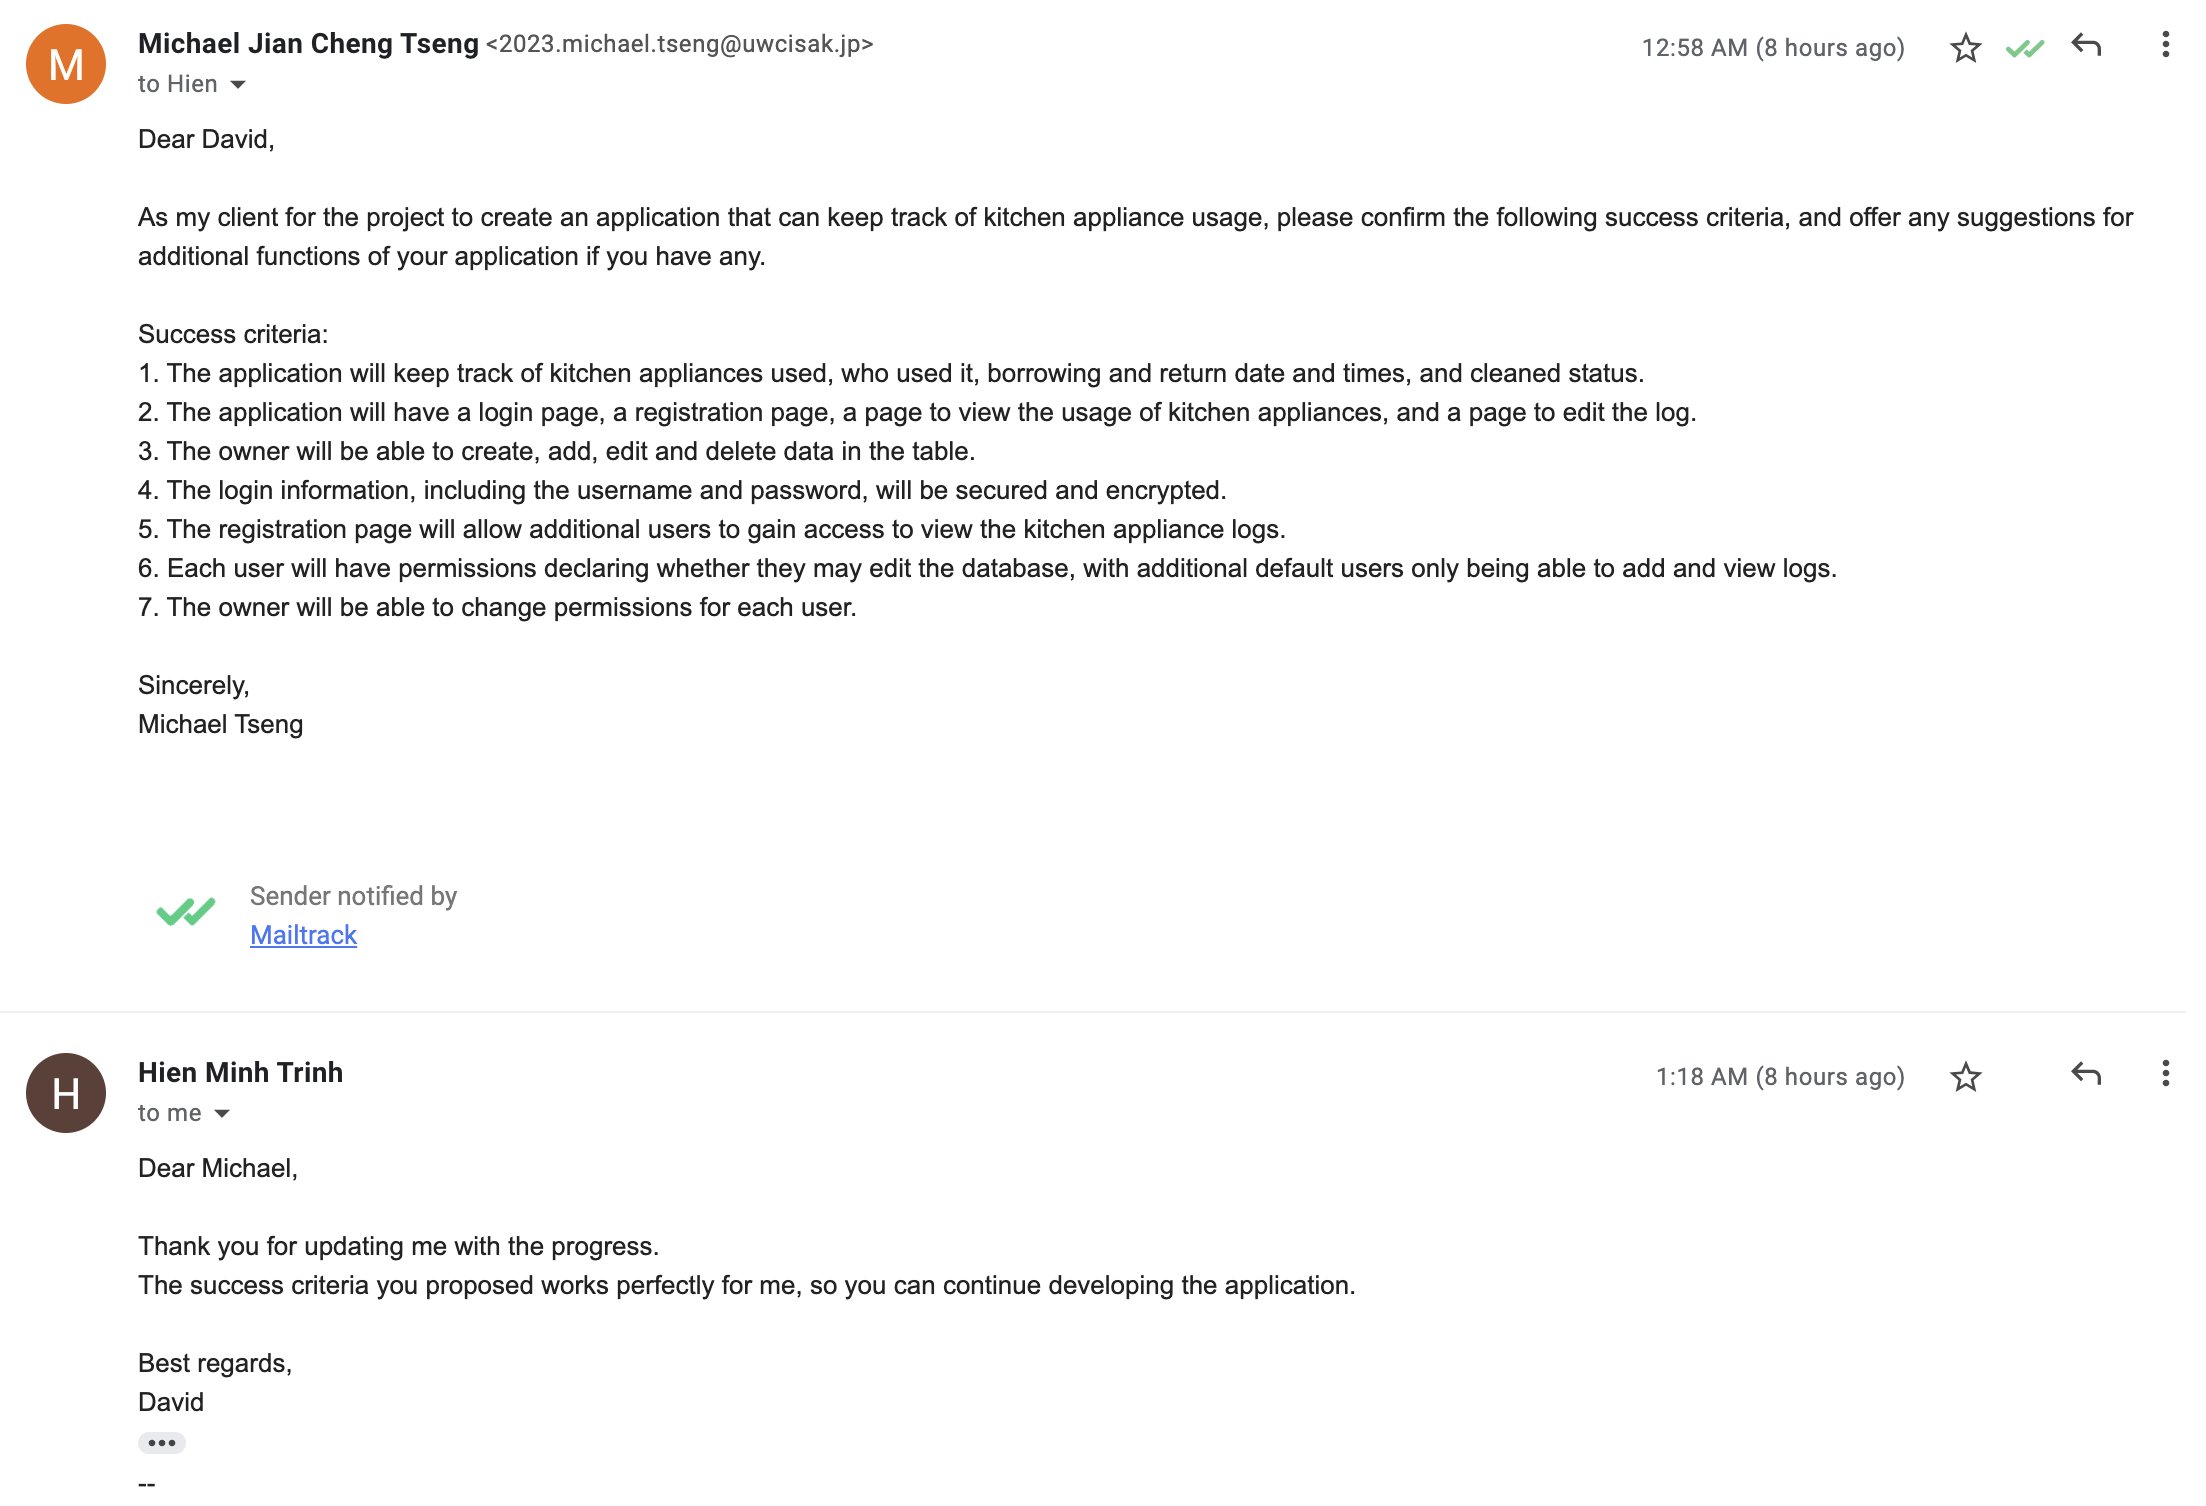 M
Michael Jian Cheng Tseng <2023.michael.tseng@uwcisak.jp>
12:58 AM (8 hours ago)
to Hien
Dear David,
As my client for the project to create an application that can keep track of kitchen appliance usage, please confirm the following success criteria, and offer any suggestions for
additional functions of your application if you have any.
Success criteria:
1. The application will keep track of kitchen appliances used, who used it, borrowing and return date and times, and cleaned status.
2. The application will have a login page, a registration page, a page to view the usage of kitchen appliances, and a page to edit the log.
3. The owner will be able to create, add, edit and delete data in the table.
4. The login information, including the username and password, will be secured and encrypted.
5. The registration page will allow additional users to gain access to view the kitchen appliance logs.
6. Each user will have permissions declaring whether they may edit the database, with additional default users only being able to add and view logs.
7. The owner will be able to change permissions for each user.
Sincerely,
Michael Tseng
Sender notified by
Mailtrack
H
Hien Minh Trinh
1:18 AM (8 hours ago)
to me
Dear Michael,
Thank you for updating me with the progress.
The success criteria you proposed works perfectly for me, so you can continue developing the application.
Best regards,
David
--